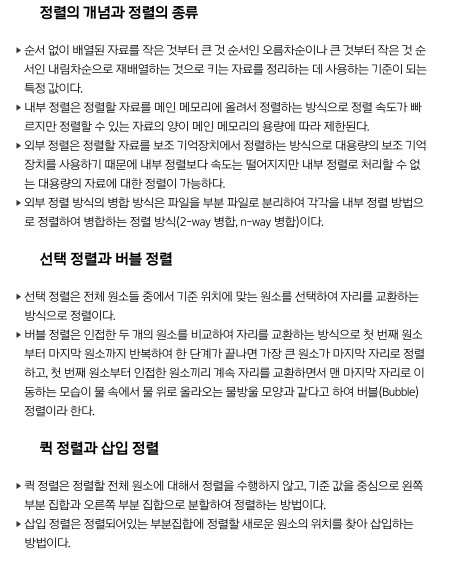 정렬의 개념과 정렬의 종류
▸ 순서 없이 배열된 자료를 작은 것부터 큰 것 순서인 오름차순이나 큰 것부터 작은 것 순
서인 내림차순으로 재배열하는 것으로 키는 자료를 정리하는 데 사용하는 기준이 되는
특정 값이다.
▸ 내부 정렬은 정렬할 자료를 메인 메모리에 올려서 정렬하는 방식으로 정렬 속도가 빠
르지만 정렬할 수 있는 자료의 양이 메인 메모리의 용량에 따라 제한된다.
▸ 외부 정렬은 정렬할 자료를 보조 기억장치에서 정렬하는 방식으로 대용량의 보조 기억
장치를 사용하기 때문에 내부 정렬보다 속도는 떨어지지만 내부 정렬로 처리할 수 없
는 대용량의 자료에 대한 정렬이 가능하다.
▸ 외부 정렬 방식의 병합 방식은 파일을 부분 파일로 분리하여 각각을 내부 정렬 방법으
로 정렬하여 병합하는 정렬 방식(2-way 병합, n-way 병합)이다.
선택 정렬과 버블 정렬
▸ 선택 정렬은 전체 원소들 중에서 기준 위치에 맞는 원소를 선택하여 자리를 교환하는
방식으로 정렬이다.
▸ 버블 정렬은 인접한 두 개의 원소를 비교하여 자리를 교환하는 방식으로 첫 번째 원소
부터 마지막 원소까지 반복하여 한 단계가 끝나면 가장 큰 원소가 마지막 자리로 정렬
하고, 첫 번째 원소부터 인접한 원소끼리 계속 자리를 교환하면서 맨 마지막 자리로 이
동하는 모습이 물 속에서 물 위로 올라오는 물방울 모양과 같다고 하여 버블(Bubble)
정렬이라 한다.
퀵 정렬과 삽입 정렬
▸ 퀵 정렬은 정렬할 전체 원소에 대해서 정렬을 수행하지 않고, 기준 값을 중심으로 왼쪽
부분 집합과 오른쪽 부분 집합으로 분할하여 정렬하는 방법이다.
▸ 삽입 정렬은 정렬되어있는 부분집합에 정렬할 새로운 원소의 위치를 찾아 삽입하는
방법이다.